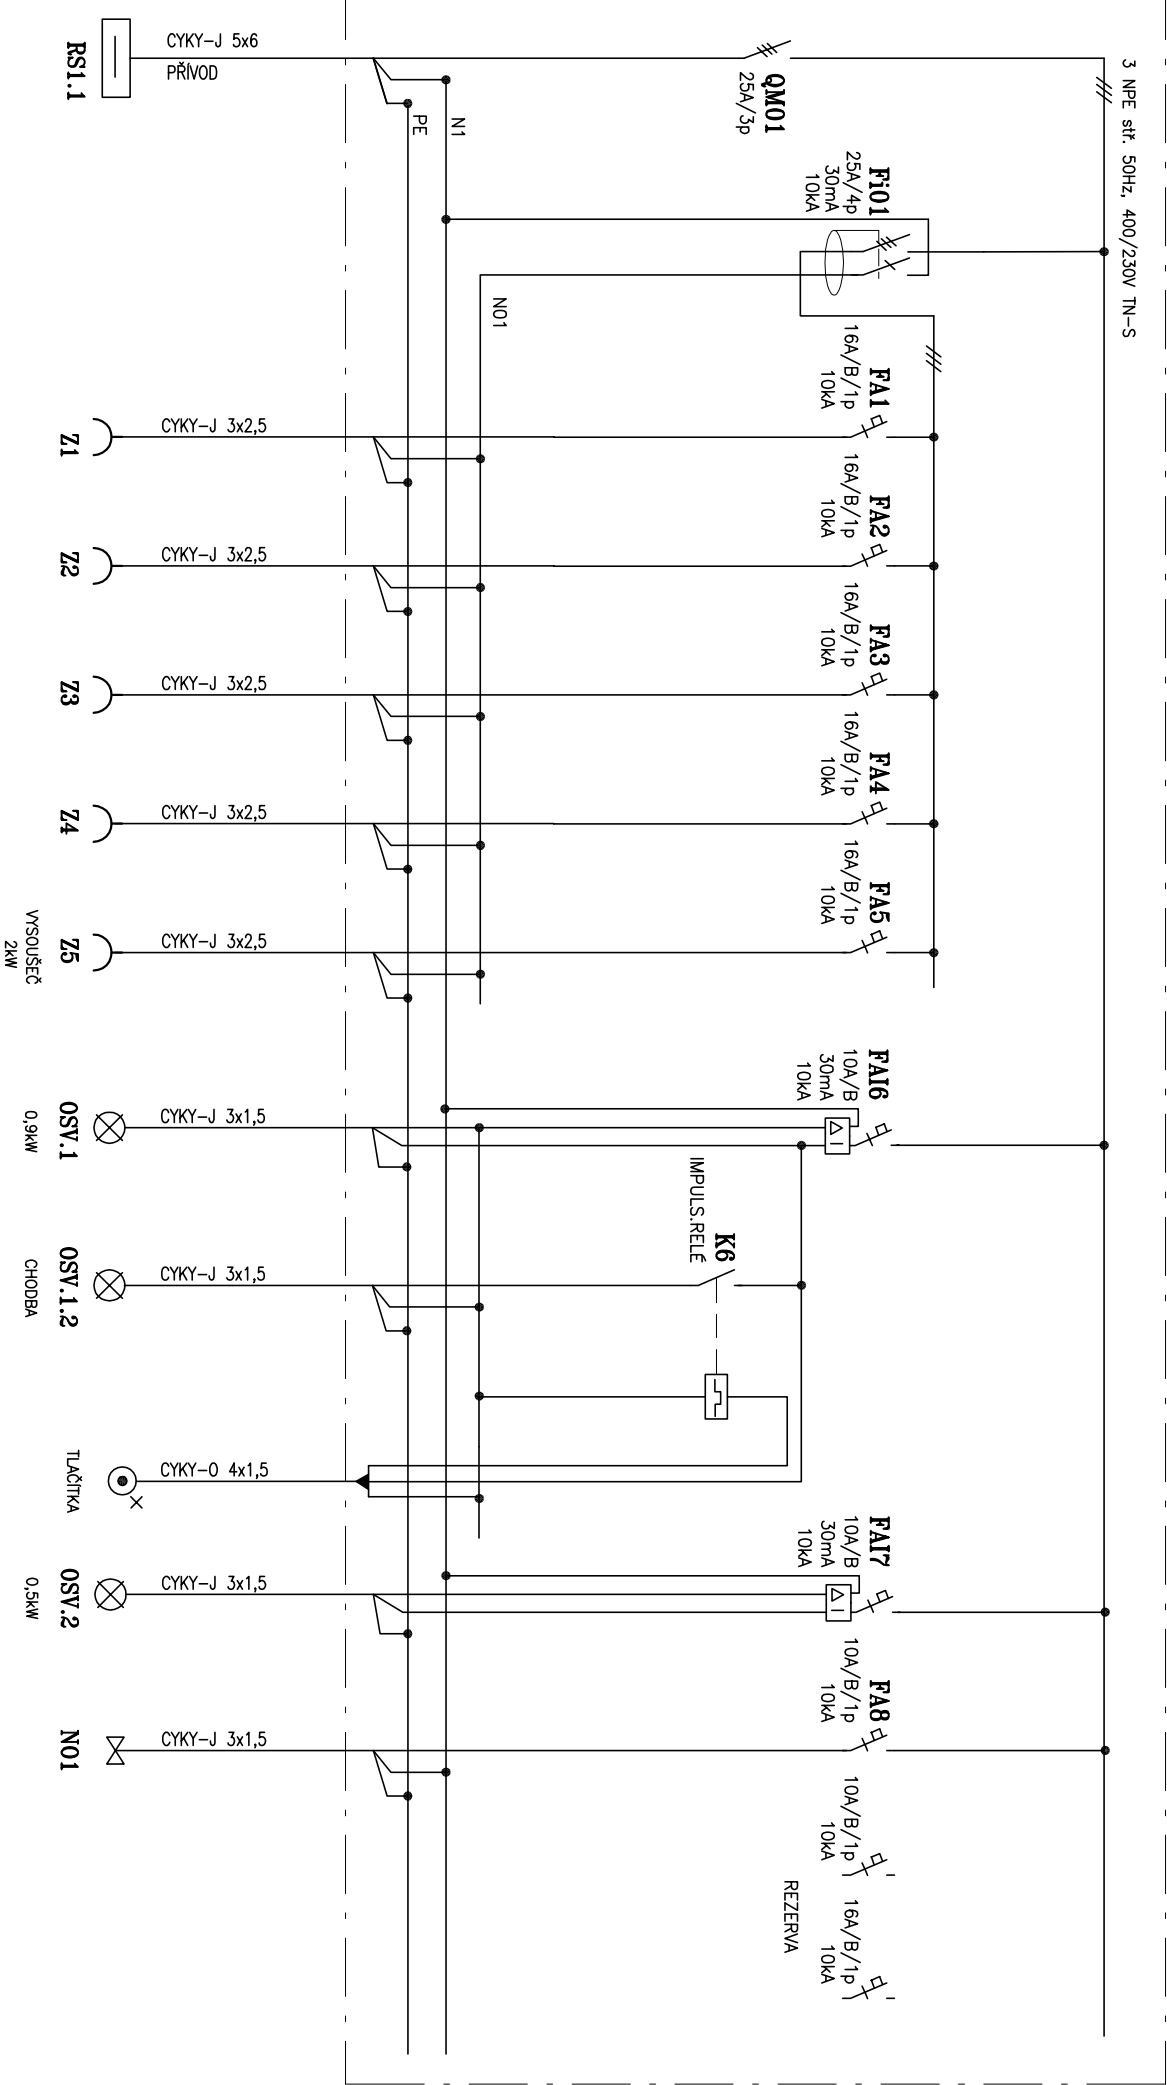 3 NPE stř. 50Hz, 400/230V TN-S
QM01
25A/3p
Fi01
25A/4p
30mA
10kA
FA1
16A/B/1p
10kA
FA2
16A/B/1p
10kA
FA3
16A/B/1p
10kA
FA4
16A/B/1p
10kA
FA5
16A/B/1p
10kA
FAI6
10A/B
30mA
10kA
K6
IMPULS.RELÉ
FAI7
10A/B
30mA
10kA
FA8
10A/B/1p
10kA
10A/B/1p
10kA
16A/B/1p
10kA
REZERVA
N01
N1
PE
CYKY-J 5x6
PŘÍVOD
CYKY-J 3x2,5
CYKY-J 3x2,5
CYKY-J 3x2,5
CYKY-J 3x2,5
CYKY-J 3x2,5
CYKY-J 3x1,5
CYKY-J 3x1,5
CYKY-O 4x1,5
CYKY-J 3x1,5
CYKY-J 3x1,5
RS1.1
Z1
Z2
Z3
Z4
Z5
VYSOUŠEČ
2kW
OSV.1
0,9kW
OSV.1.2
CHODBA
TLAČÍTKA
OSV.2
0,5kW
N01